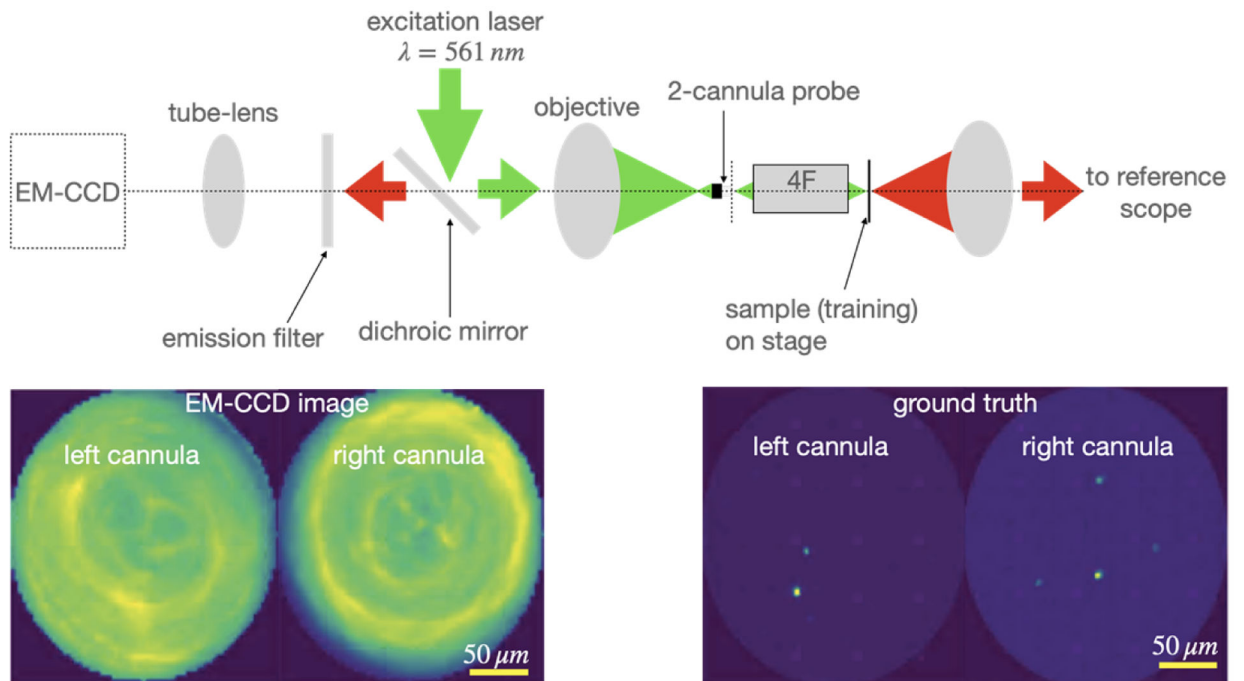 excitation laser
λ = 561 nm
tube-lens
objective
2-cannula probe
EM-CCD
4F
to reference
scope
emission filter
dichroic mirror
sample (training)
on stage
EM-CCD image
left cannula
right cannula
50 μm
ground truth
left cannula
right cannula
50 μm